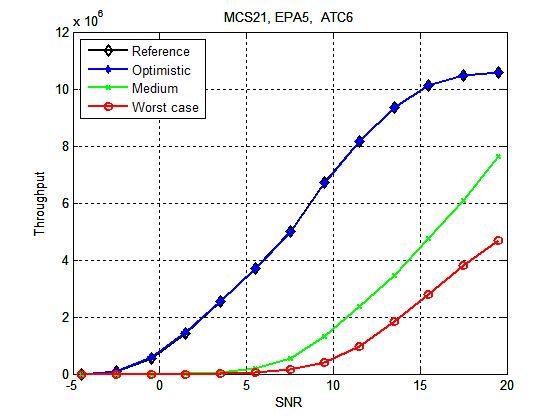 MCS21, EPA5,  ATC6
x 10^6
12
10
8
6
4
2
0
Throughput
Reference
Optimistic
Medium
Worst case
-5
0
5
10
15
20
SNR